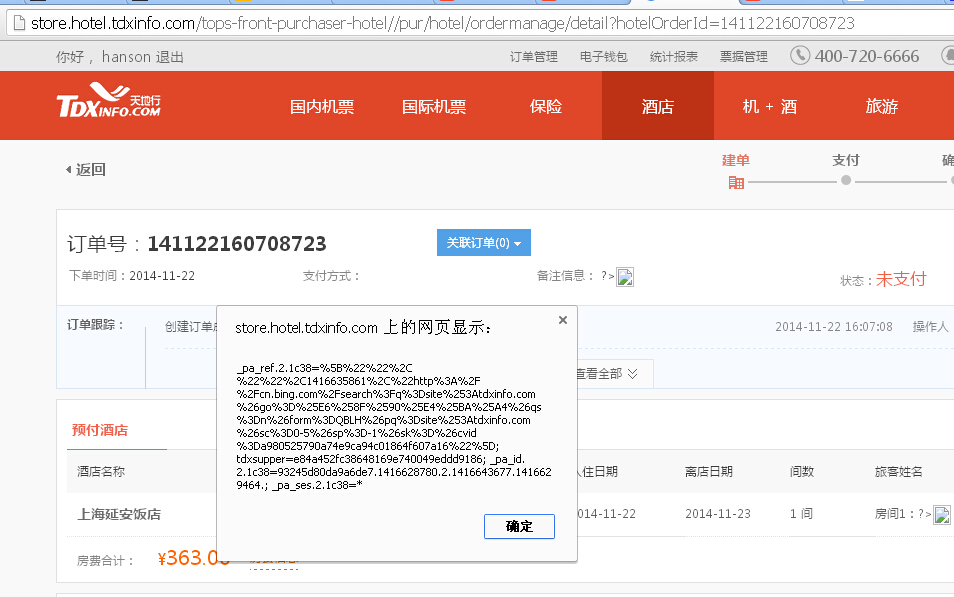 store.hotel.tdxinfo.com/tops-front-purchaser-hotel//pur/hotel/ordermanage/detail?hotelOrderId=141122160708723
你好， hanson 退出 订单管理 电子钱包 统计报表 票据管理 400-720-6666
TDXINFO.COM 天地行 国内机票 国际机票 保险 酒店 机 + 酒 旅游
返回 建单 支付
订单号：141122160708723 关联订单(0)
下单时间：2014-11-22 支付方式： 备注信息： ?> 状态：未支付
订单跟踪： 创建订单 2014-11-22 16:07:08 操作人
查看全部
store.hotel.tdxinfo.com 上的网页显示：
_pa_ref.2.1c38=%5B%22%22%2C
%22%22%2C1416635861%2C%22http%3A%2F
%2Fcn.bing.com%2Fsearch%3Fq%3Dsite%253Atdxinfo.com
%26go%3D%25E6%258F%2590%25E4%25BA%25A4%26qs
%3Dn%26form%3DQBLH%26pq%3Dsite%253Atdxinfo.com
%26sc%3D0-5%26sp%3D-1%26sk%3D%26cvid
%3Da980525790a74e9ca94c01864f607a16%22%5D;
tdxsupper=e84a452fc38648169e740049eddd9186; _pa_id.
2.1c38=93245d80da9a6de7.1416628780.2.1416643677.141662
9464.; _pa_ses.2.1c38=*
确定
预付酒店
酒店名称 入住日期 离店日期 间数 旅客姓名
上海延安饭店 2014-11-22 2014-11-23 1 间 房间1：?>
房费合计： ¥363.00